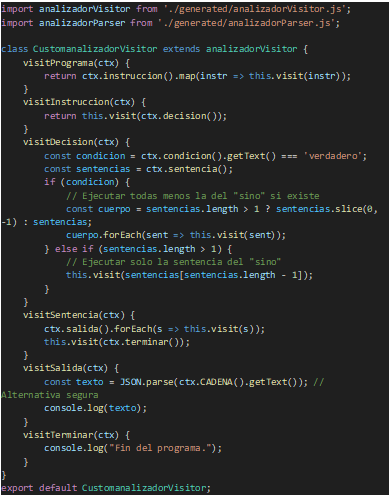 import analizadorVisitor from './generated/analizadorVisitor.js';
import analizadorParser from './generated/analizadorParser.js';

class CustomanalizadorVisitor extends analizadorVisitor {
    visitPrograma(ctx) {
        return ctx.instruccion().map(instr => this.visit(instr));
    }
    visitInstruccion(ctx) {
        return this.visit(ctx.decision());
    }
    visitDecision(ctx) {
        const condicion = ctx.condicion().getText() === 'verdadero';
        const sentencias = ctx.sentencia();
        if (condicion) {
            // Ejecutar todas menos la del "sino" si existe
            const cuerpo = sentencias.length > 1 ? sentencias.slice(0,
-1) : sentencias;
            cuerpo.forEach(sent => this.visit(sent));
        } else if (sentencias.length > 1) {
            // Ejecutar solo la sentencia del "sino"
            this.visit(sentencias[sentencias.length - 1]);
        }
    }
    visitSentencia(ctx) {
        ctx.salida().forEach(s => this.visit(s));
        this.visit(ctx.terminar());
    }
    visitSalida(ctx) {
        const texto = JSON.parse(ctx.CADENA().getText()); //
Alternativa segura
        console.log(texto);
    }
    visitTerminar(ctx) {
        console.log("Fin del programa.");
    }
}
export default CustomanalizadorVisitor;